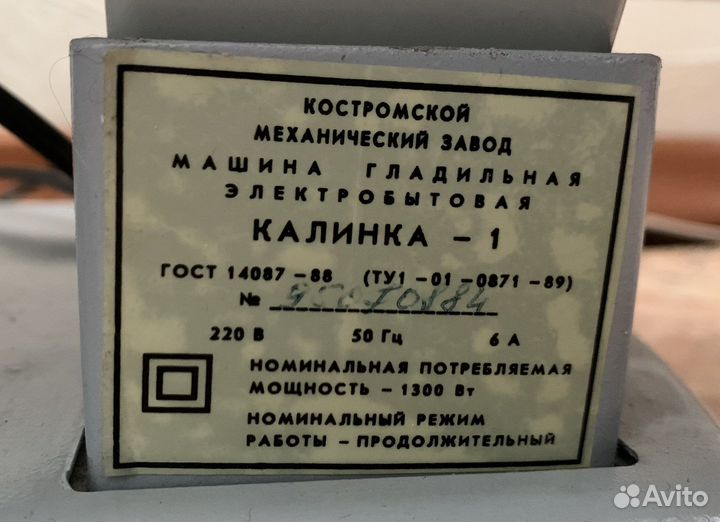 КОСТРОМСКОЙ
МЕХАНИЧЕСКИЙ ЗАВОД
МАШИНА ГЛАДИЛЬНАЯ
ЭЛЕКТРОБЫТОВАЯ
КАЛИНКА - 1
ГОСТ 14087-88 (ТУ1-01-0871-89)
№
220 В 50 Гц 6 А
НОМИНАЛЬНАЯ ПОТРЕБЛЯЕМАЯ
МОЩНОСТЬ - 1300 Вт
НОМИНАЛЬНЫЙ РЕЖИМ
РАБОТЫ - ПРОДОЛЖИТЕЛЬНЫЙ
Avito